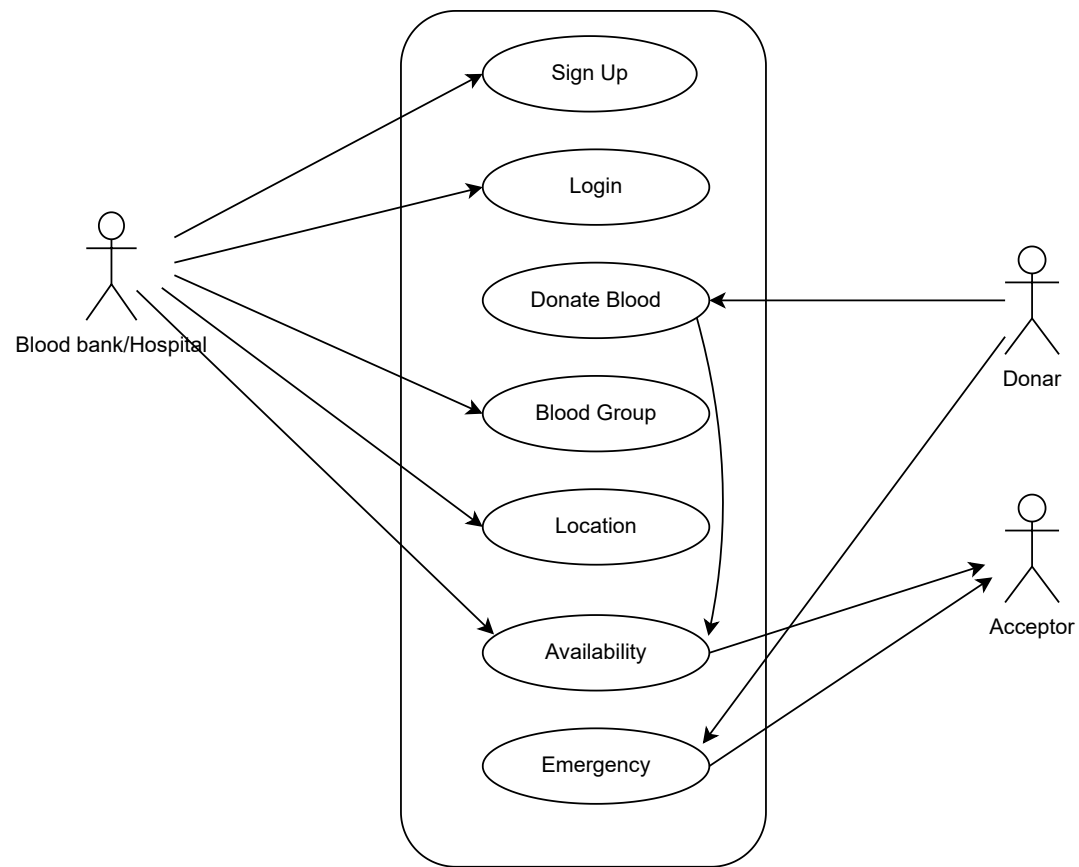 Sign Up
Login
Blood bank/Hospital
Donate Blood
Donar
Blood Group
Location
Acceptor
Availability
Emergency